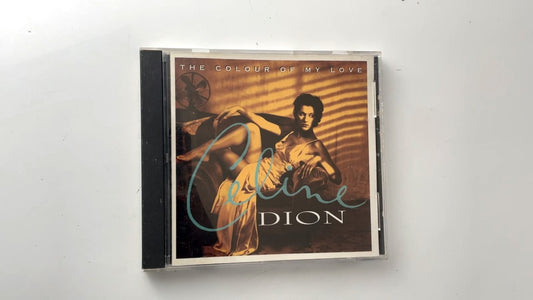 THE COLOUR OF MY LOVE
Celine
DION